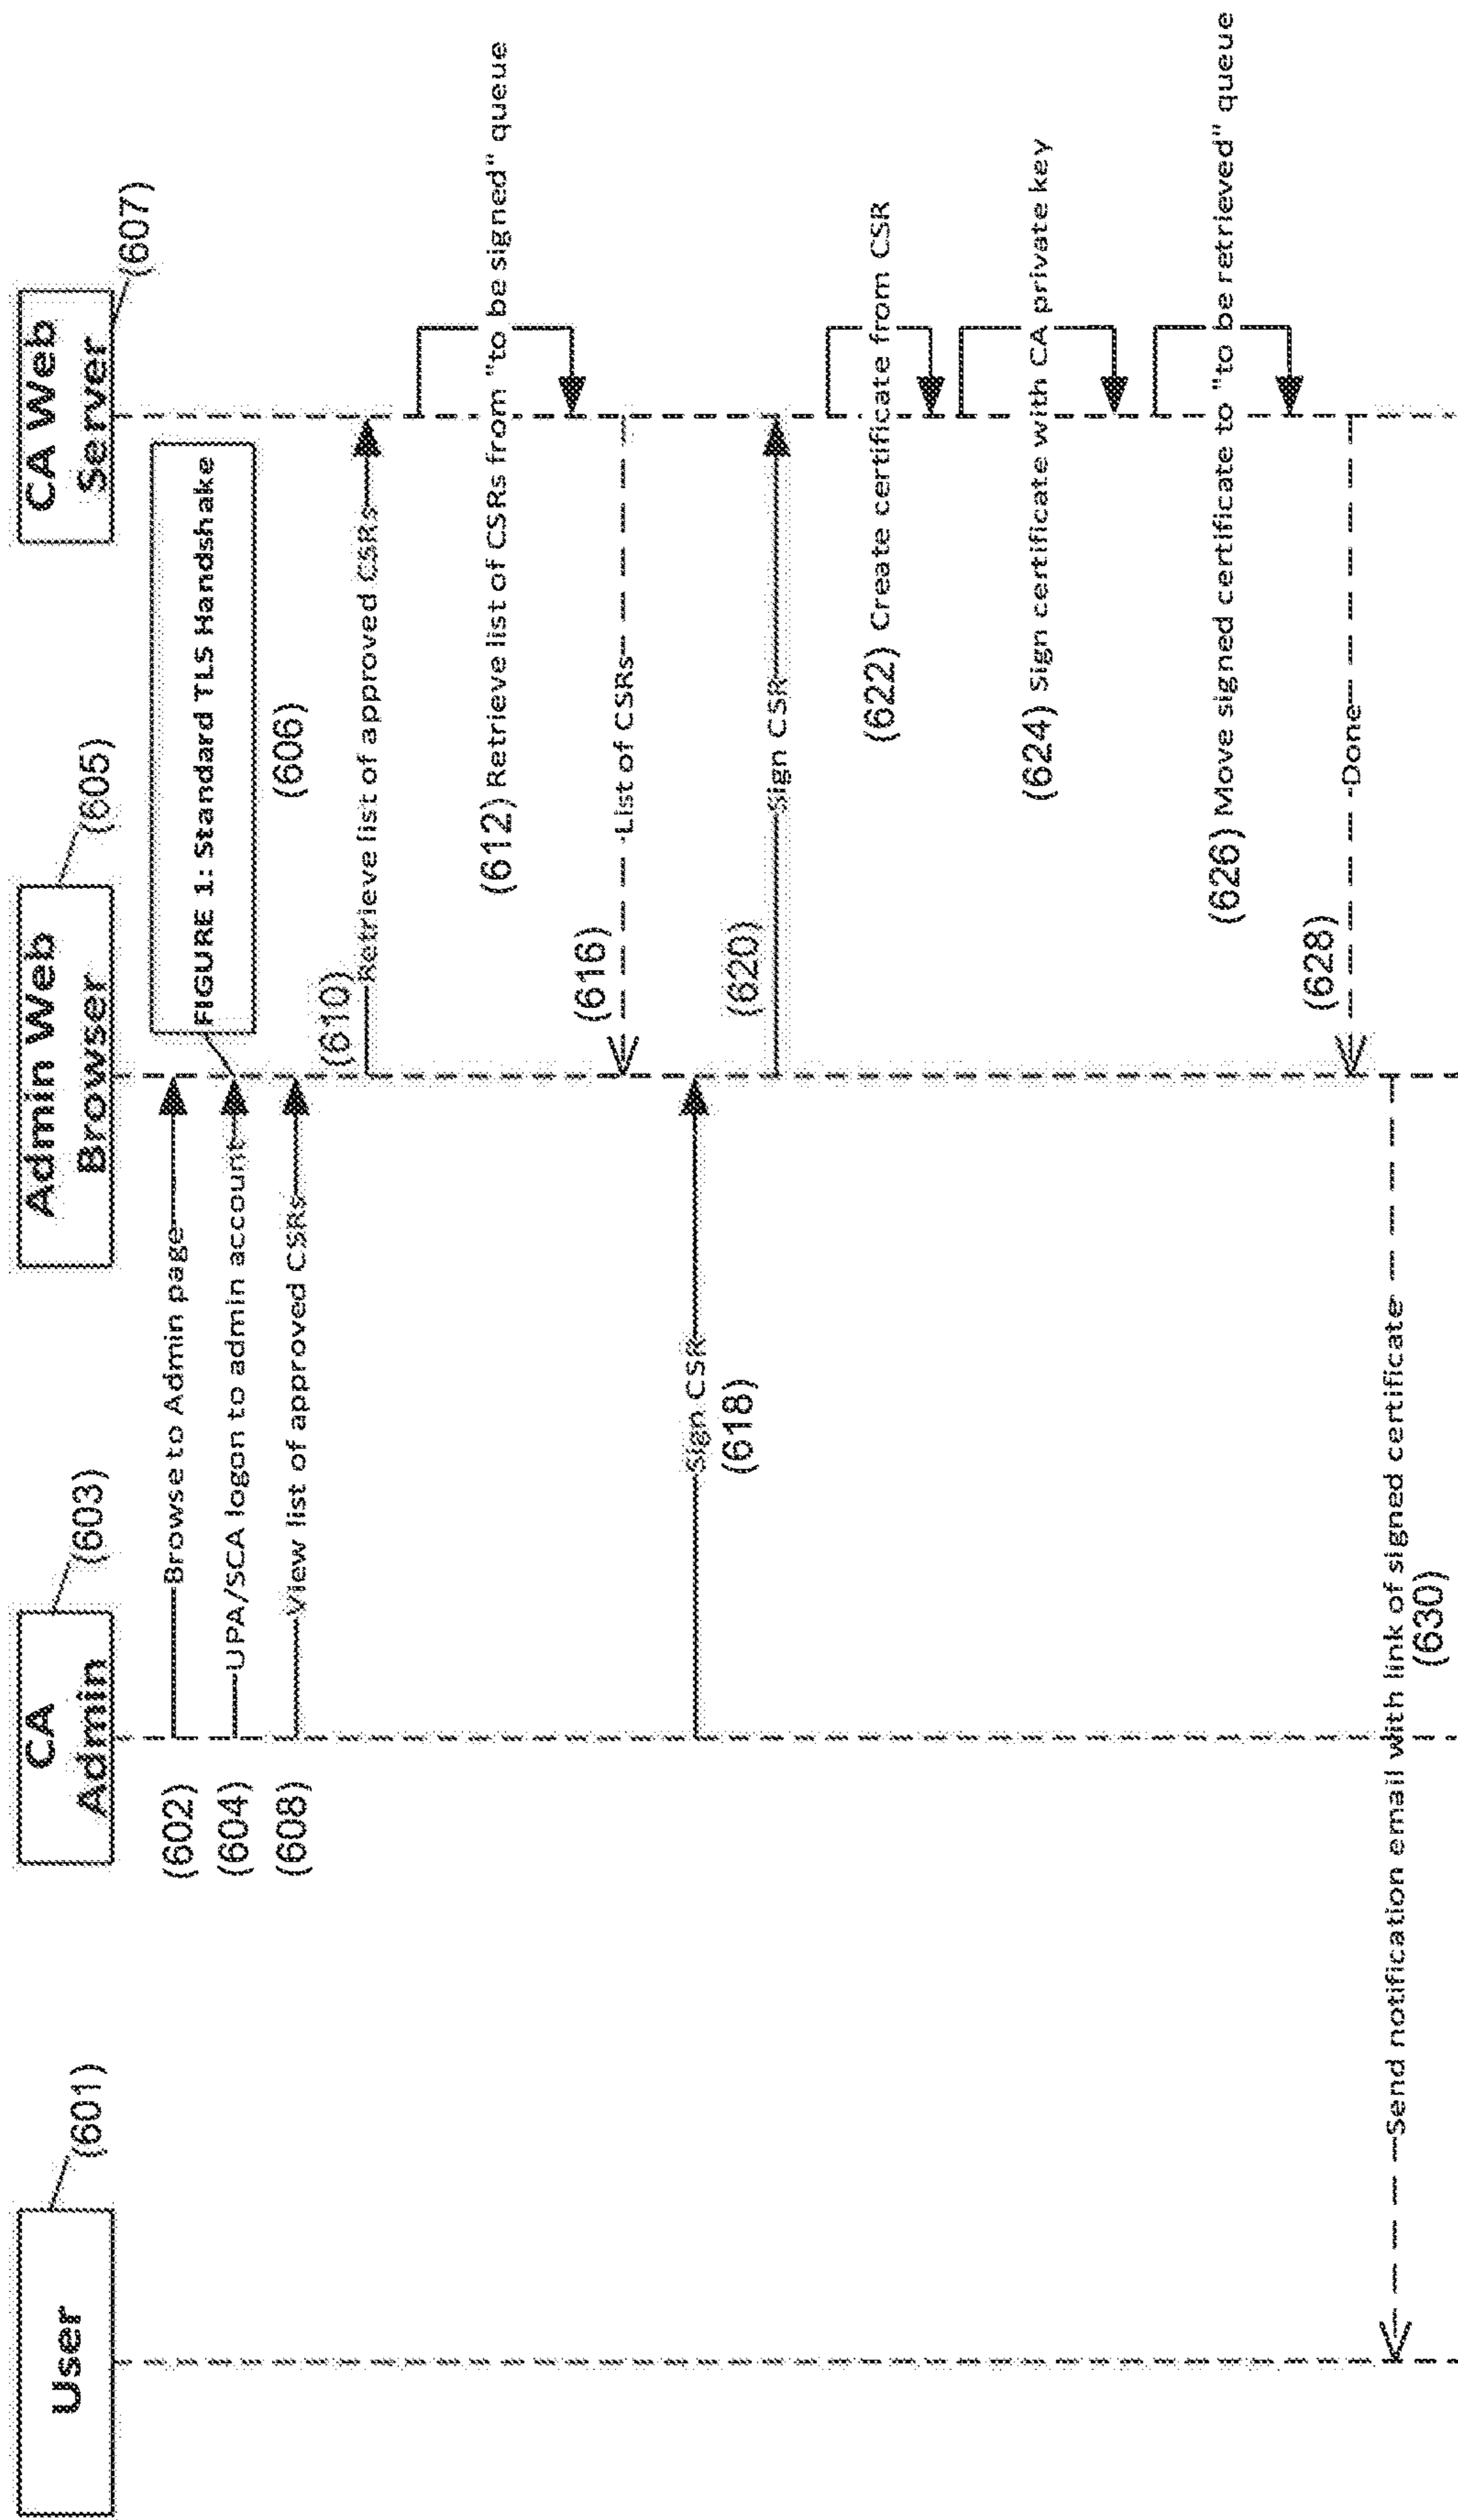 User
(601)
CA
Admin
(603)
Admin Web
Browser
(605)
CA Web
Server
(607)
(602)
Browse to Admin page
(604)
UPA/SCA logon to admin account
FIGURE 1: Standard TLS Handshake
(606)
(608)
View list of approved CSRs
(610)
Retrieve list of approved CSRs
(612) Retrieve list of CSRs from "to be signed" queue
(616)
List of CSRs
Sign CSR
(618)
(620)
Sign CSR
(622) Create certificate from CSR
(624) Sign certificate with CA private key
(626) Move signed certificate to "to be retrieved" queue
(628)
Done
Send notification email with link of signed certificate
(630)